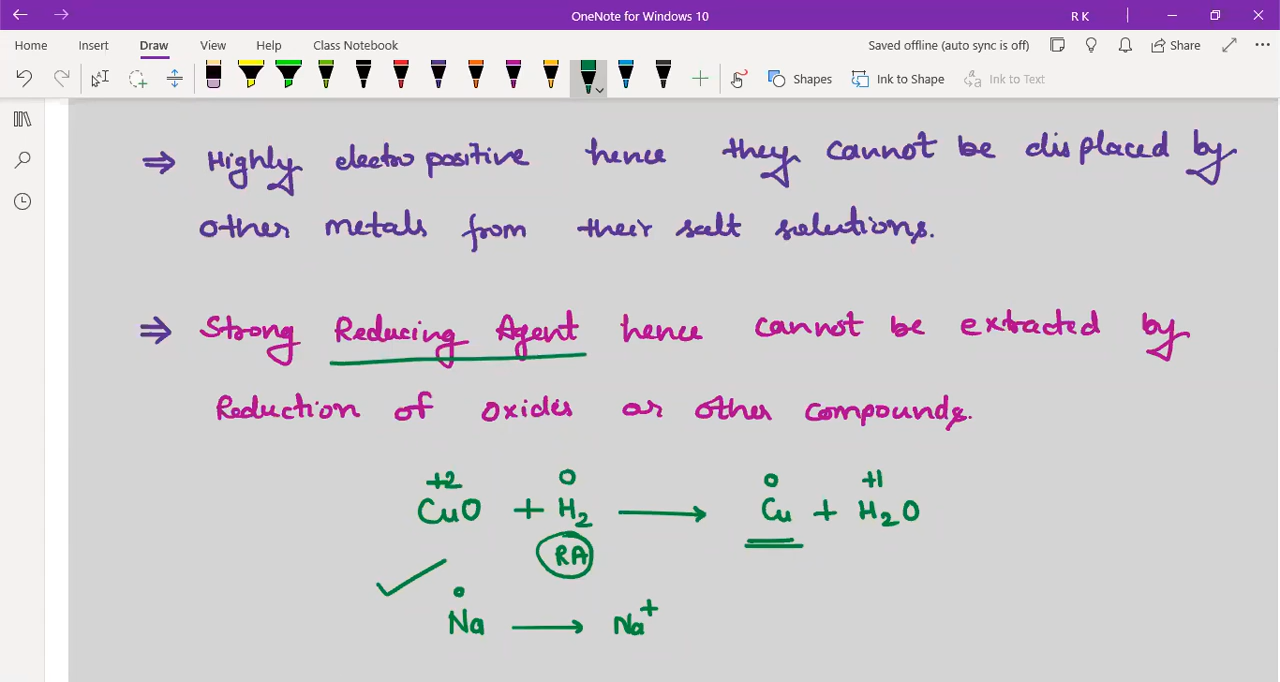 OneNote for Windows 10
R K
Home Insert Draw View Help Class Notebook
Saved offline (auto sync is off) Share
Shapes Ink to Shape Ink to Text
⇒ Highly electro positive hence they cannot be displaced by
other metals from their salt solutions.
⇒ Strong Reducing Agent hence cannot be extracted by
Reduction of oxides or other compounds.
+2 0 0 +1
CuO + H₂ ⟶ Cu + H₂O
RA
0
Na ⟶ Na⁺